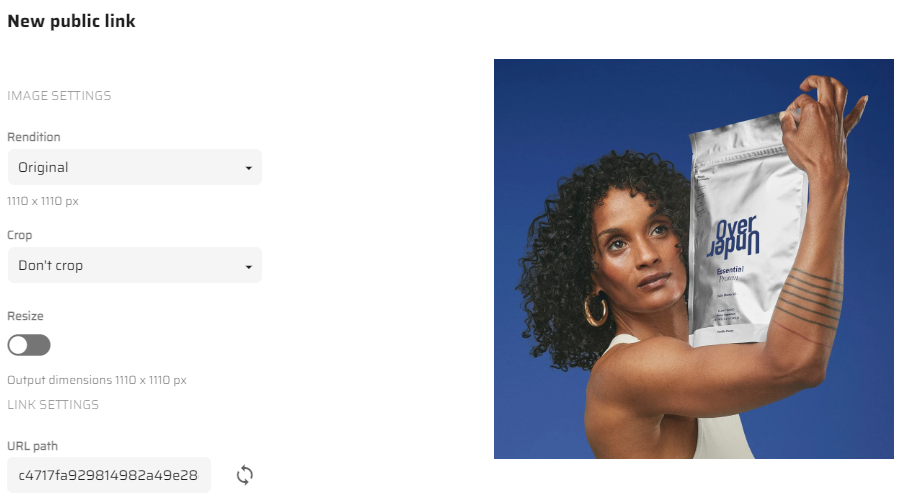 New public link
IMAGE SETTINGS
Rendition
Original
1110 x 1110 px
Crop
Don't crop
Resize
Output dimensions 1110 x 1110 px
LINK SETTINGS
URL path
c4717fa929814982a49e28
Over
Under
Essential
Protein